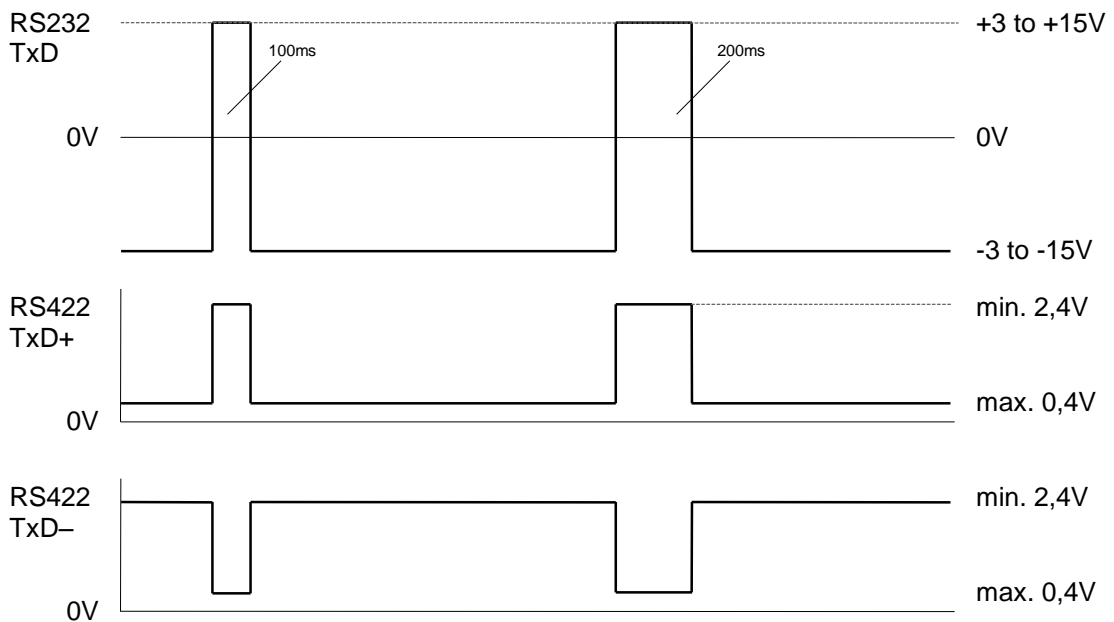 RS232
TxD
+3 to +15V
100ms
200ms
0V
0V
-3 to -15V
RS422
TxD+
min. 2,4V
max. 0,4V
0V
RS422
TxD–
min. 2,4V
max. 0,4V
0V